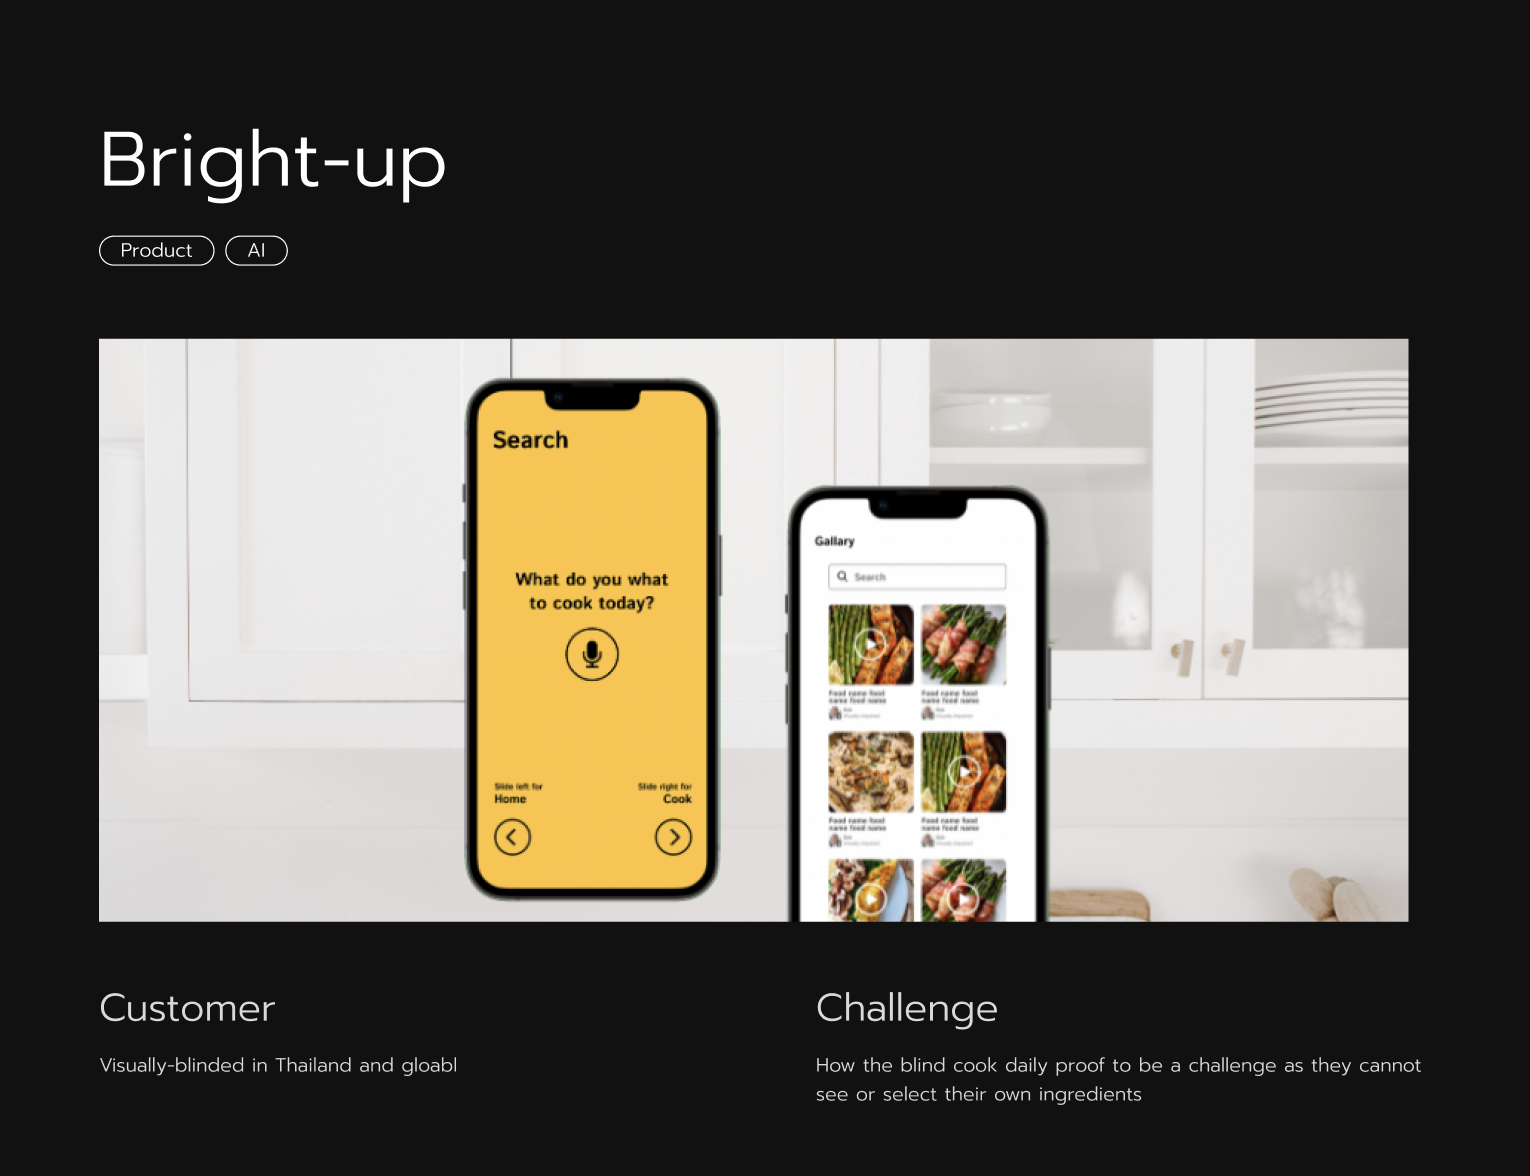 Bright-up
Product
AI
Search
What do you what
to cook today?
Slide left for
Home
Slide right for
Cook
Gallary
Search
Food name food
name food name
Food name food
name food name
Food name food
name food name
Food name food
name food name
Customer
Visually-blinded in Thailand and gloabl
Challenge
How the blind cook daily proof to be a challenge as they cannot
see or select their own ingredients